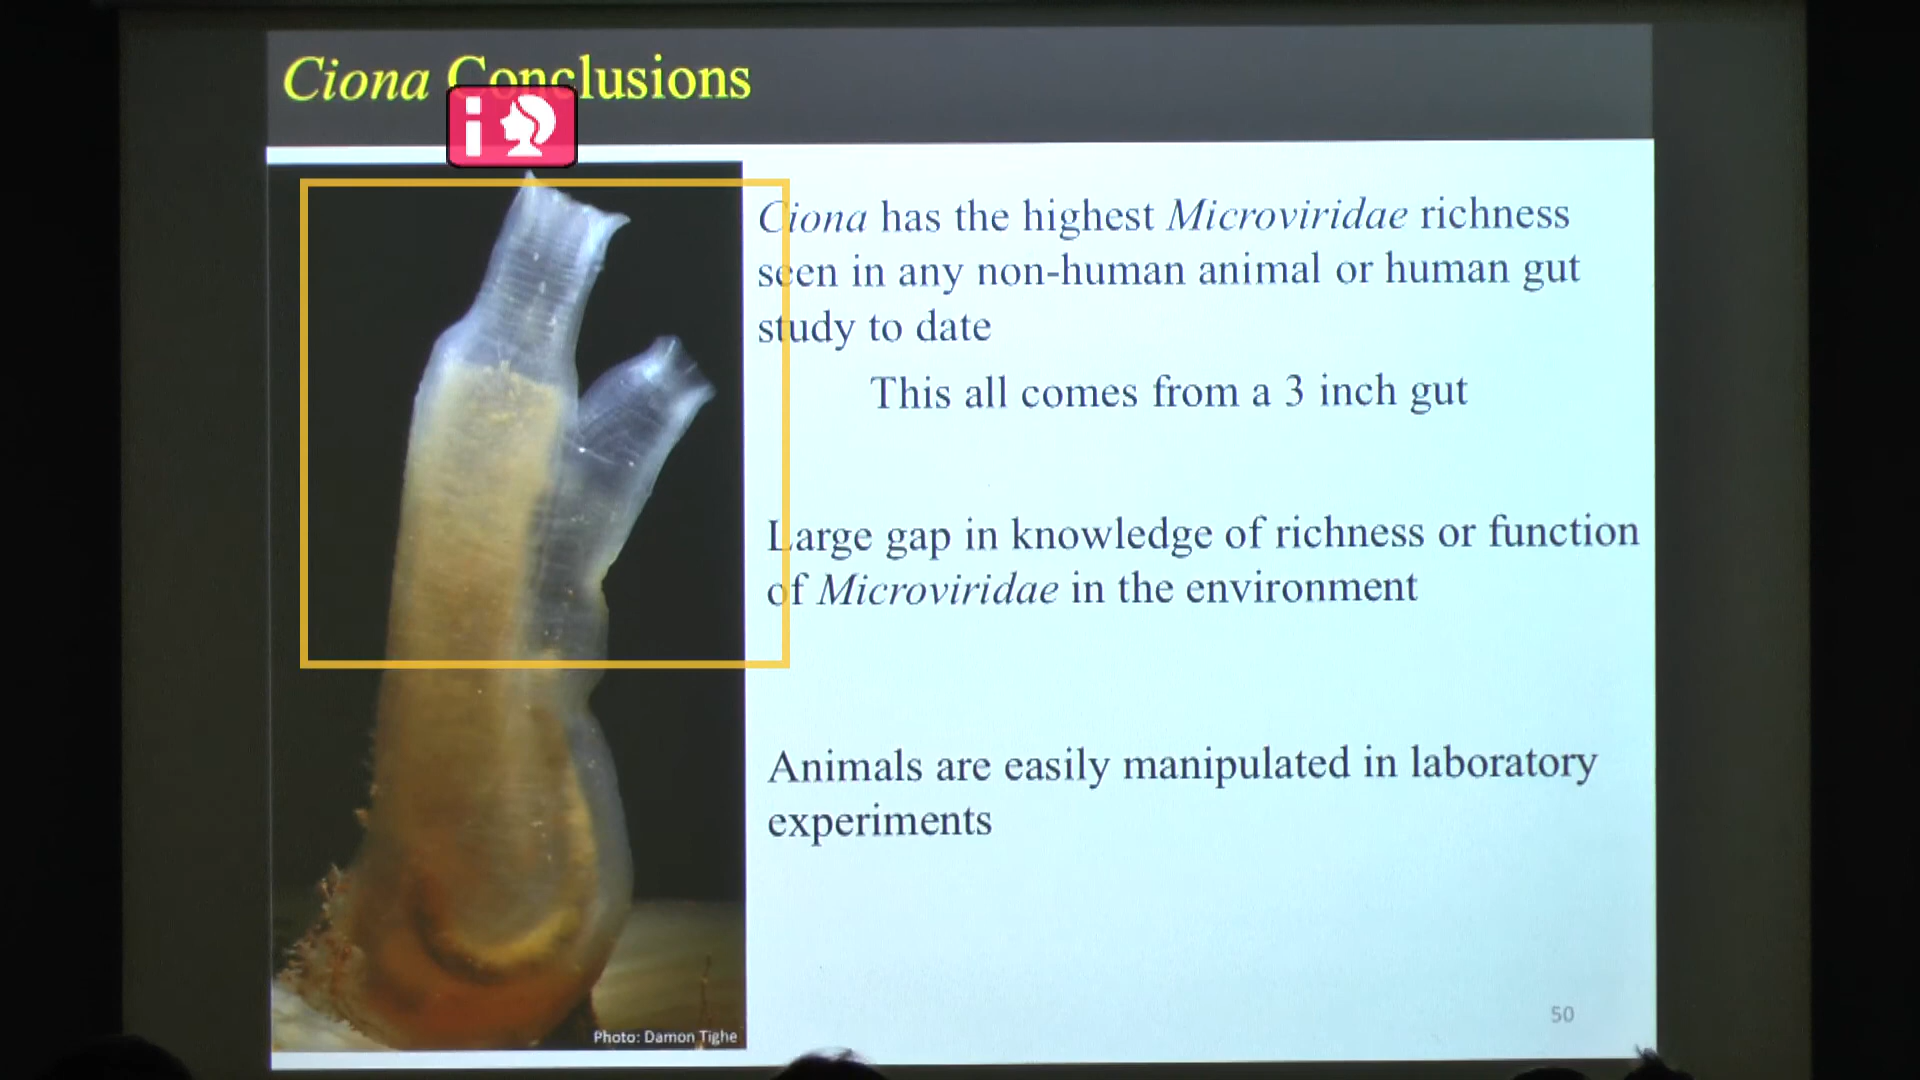 Ciona Conclusions
Ciona has the highest Microviridae richness
seen in any non-human animal or human gut
study to date
This all comes from a 3 inch gut
Large gap in knowledge of richness or function
of Microviridae in the environment
Animals are easily manipulated in laboratory
experiments
Photo: Damon Tighe
50